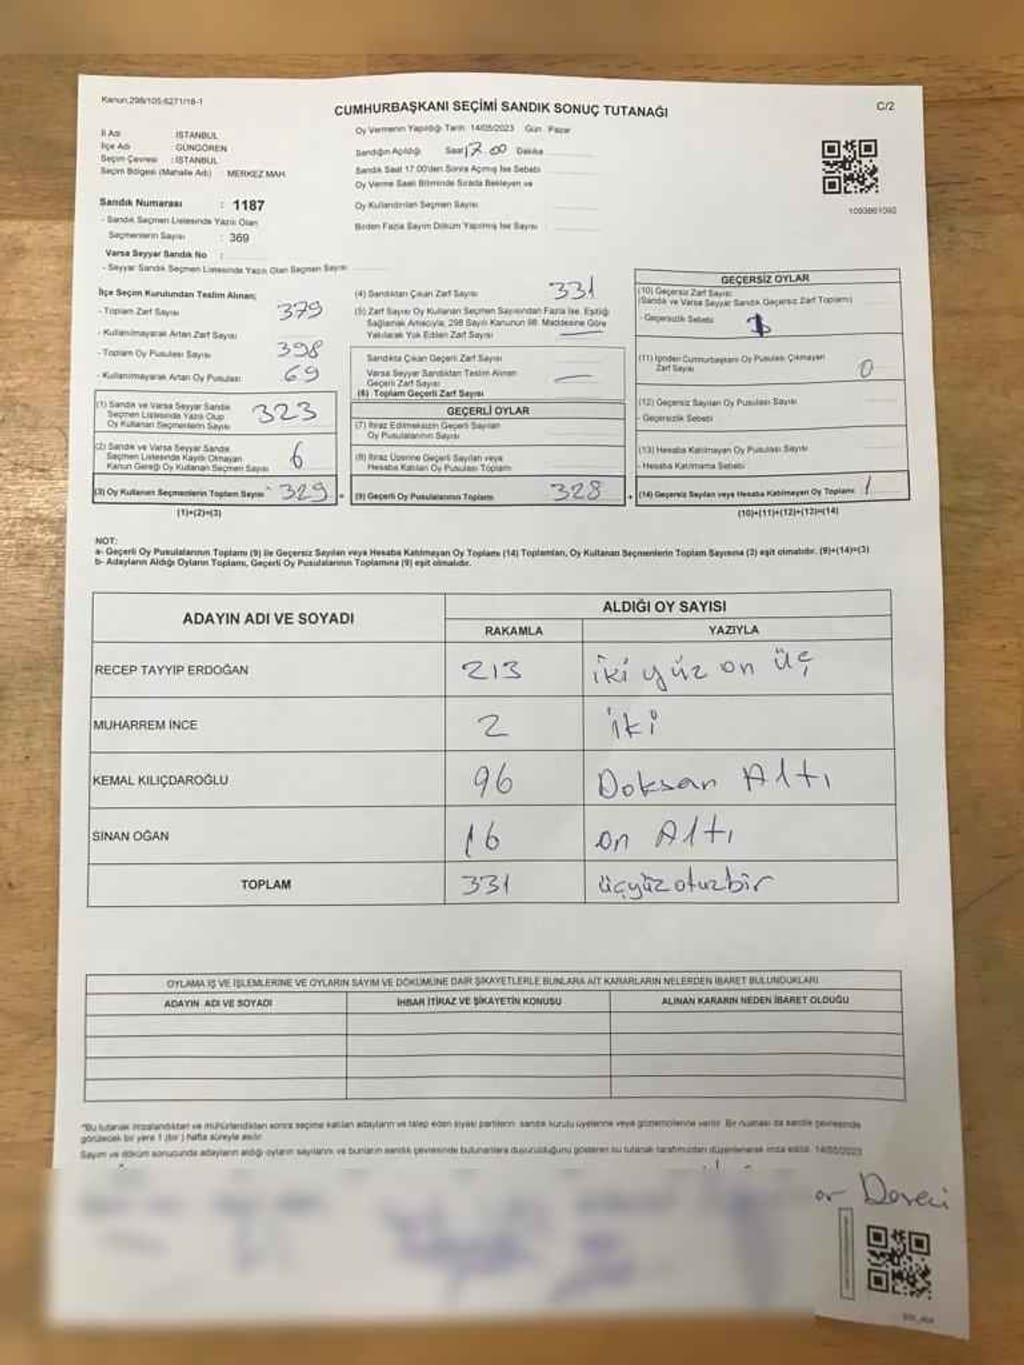 Kanun:298/105-6271/18-1
CUMHURBAŞKANI SEÇİMİ SANDIK SONUÇ TUTANAĞI
C/2
İl Adı : İSTANBUL
İlçe Adı : GÜNGÖREN
Seçim Çevresi : İSTANBUL
Seçim Bölgesi (Mahalle Adı) MERKEZ MAH.
Oy Vermenin Yapıldığı Tarih 14/05/2023 Gün Pazar
Sandığın Açıldığı Saat 17.00 Dakika
Sandık Saat 17.00'den Sonra Açılmış İse Sebebi
Oy Verme Saati Bitiminde Sırada Bekleyen ve
Oy Kullandırılan Seçmen Sayısı
Birden Fazla Sayım Döküm Yapılmış İse Sayısı
Sandık Numarası : 1187
- Sandık Seçmen Listesinde Yazılı Olan
Seçmenlerin Sayısı : 369
Varsa Seyyar Sandık No :
- Seyyar Sandık Seçmen Listesinde Yazılı Olan Seçmen Sayısı
İlçe Seçim Kurulundan Teslim Alınan;
- Toplam Zarf Sayısı 379
- Kullanılmayarak Artan Zarf Sayısı
- Toplam Oy Pusulası Sayısı 398
- Kullanılmayarak Artan Oy Pusulası 69
(1) Sandık ve Varsa Seyyar Sandık
Seçmen Listesinde Yazılı Olup
Oy Kullanan Seçmenlerin Sayısı 323
(2) Sandık ve Varsa Seyyar Sandık
Seçmen Listesinde Kayıtlı Olmayan
Kanun Gereği Oy Kullanan Seçmen Sayısı 6
(3) Oy Kullanan Seçmenlerin Toplam Sayısı 329
(1)+(2)=(3)
(4) Sandıktan Çıkan Zarf Sayısı 331
(5) Zarf Sayısı Oy Kullanan Seçmen Sayısından Fazla İse, Eşitliği
Sağlamak Amacıyla, 298 Sayılı Kanunun 98. Maddesine Göre
Yakılarak Yok Edilen Zarf Sayısı
Sandıkta Çıkan Geçerli Zarf Sayısı
Varsa Seyyar Sandıktan Teslim Alınan
Geçerli Zarf Sayısı
(6) Toplam Geçerli Zarf Sayısı
GEÇERLİ OYLAR
(7) İtiraz Edilmeksizin Geçerli Sayılan
Oy Pusulalarının Sayısı
(8) İtiraz Üzerine Geçerli Sayılan veya
Hesaba Katılan Oy Pusulası Toplamı
(9) Geçerli Oy Pusulalarının Toplamı 328
GEÇERSİZ OYLAR
(10) Geçersiz Zarf Sayısı
(Sandık ve Varsa Seyyar Sandık Geçersiz Zarf Toplamı)
- Geçersizlik Sebebi
(11) İçinden Cumhurbaşkanı Oy Pusulası Çıkmayan
Zarf Sayısı 0
(12) Geçersiz Sayılan Oy Pusulası Sayısı
- Geçersizlik Sebebi
(13) Hesaba Katılmayan Oy Pusulası Sayısı
- Hesaba Katılmama Sebebi
(14) Geçersiz Sayılan veya Hesaba Katılmayan Oy Toplamı 1
(10)+(11)+(12)+(13)=(14)
NOT:
a- Geçerli Oy Pusulalarının Toplamı (9) ile Geçersiz Sayılan veya Hesaba Katılmayan Oy Toplamı (14) Toplamları, Oy Kullanan Seçmenlerin Toplam Sayısına (3) eşit olmalıdır. (9)+(14)=(3)
b- Adayların Aldığı Oyların Toplamı, Geçerli Oy Pusulalarının Toplamına (9) eşit olmalıdır.
ADAYIN ADI VE SOYADI
ALDIĞI OY SAYISI
RAKAMLA YAZIYLA
RECEP TAYYİP ERDOĞAN 213 iki yüz on üç
MUHARREM İNCE 2 iki
KEMAL KILIÇDAROĞLU 96 Doksan Altı
SİNAN OĞAN 16 on Altı
TOPLAM 331 üçyüzotuzbir
OYLAMA İŞ VE İŞLEMLERİNE VE OYLARIN SAYIM VE DÖKÜMÜNE DAİR ŞİKAYETLERLE BUNLARA AİT KARARLARIN NELERDEN İBARET BULUNDUKLARI
ADAYIN ADI VE SOYADI İHBAR İTİRAZ VE ŞİKAYETİN KONUSU ALINAN KARARIN NEDEN İBARET OLDUĞU
*Bu tutanak imzalandıktan ve mühürlendikten sonra seçime katılan adayların ve talep eden siyasi partilerin sandık kurulu üyelerine veya gözlemcilerine verilir. Bir nüshası da sandık çevresinde
görülecek bir yere 1 (bir) hafta süreyle asılır.
Sayım ve döküm sonucunda adayların aldığı oyların sayılarını ve bunların sandık çevresinde bulunanlara duyurulduğunu gösteren bu tutanak tarafımızdan düzenlenerek imza edildi. 14/05/2023